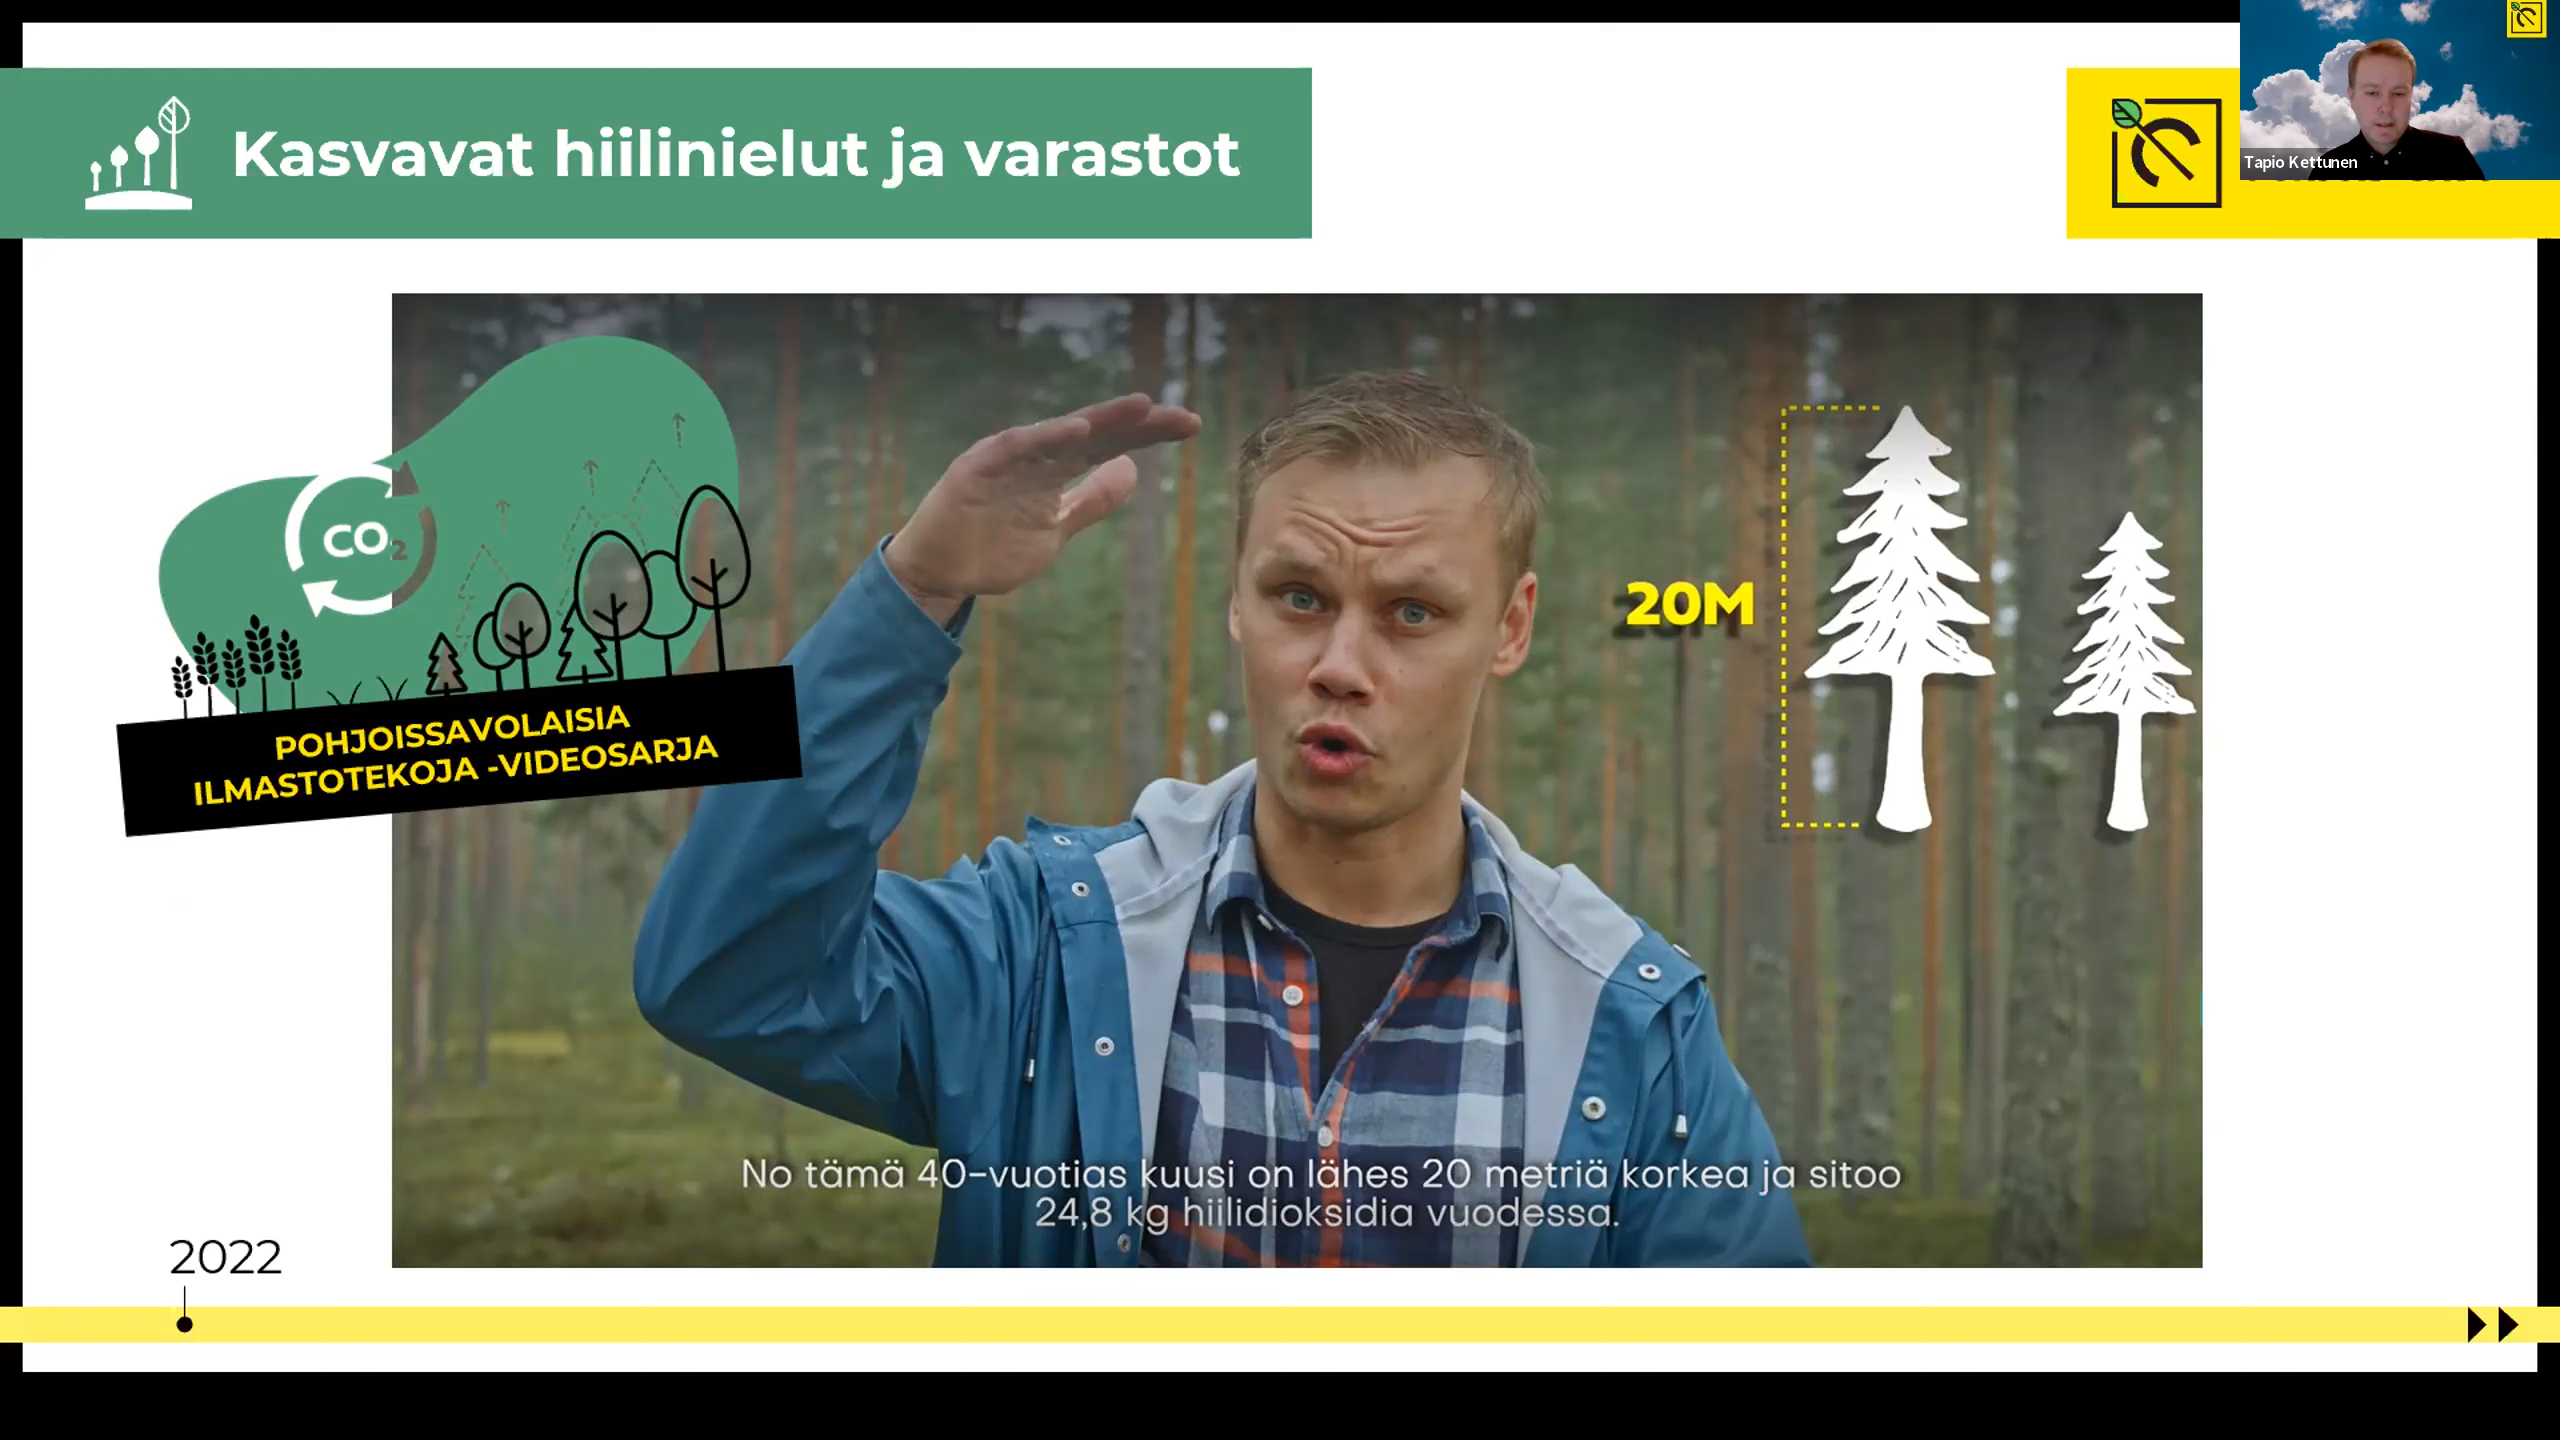 Kasvavat hiilinielut ja varastot
Tapio Kettunen
CO2
20M
POHJOISSAVOLAISIA
ILMASTOTEKOJA -VIDEOSARJA
No tämä 40-vuotias kuusi on lähes 20 metriä korkea ja sitoo
24,8 kg hiilidioksidia vuodessa.
2022